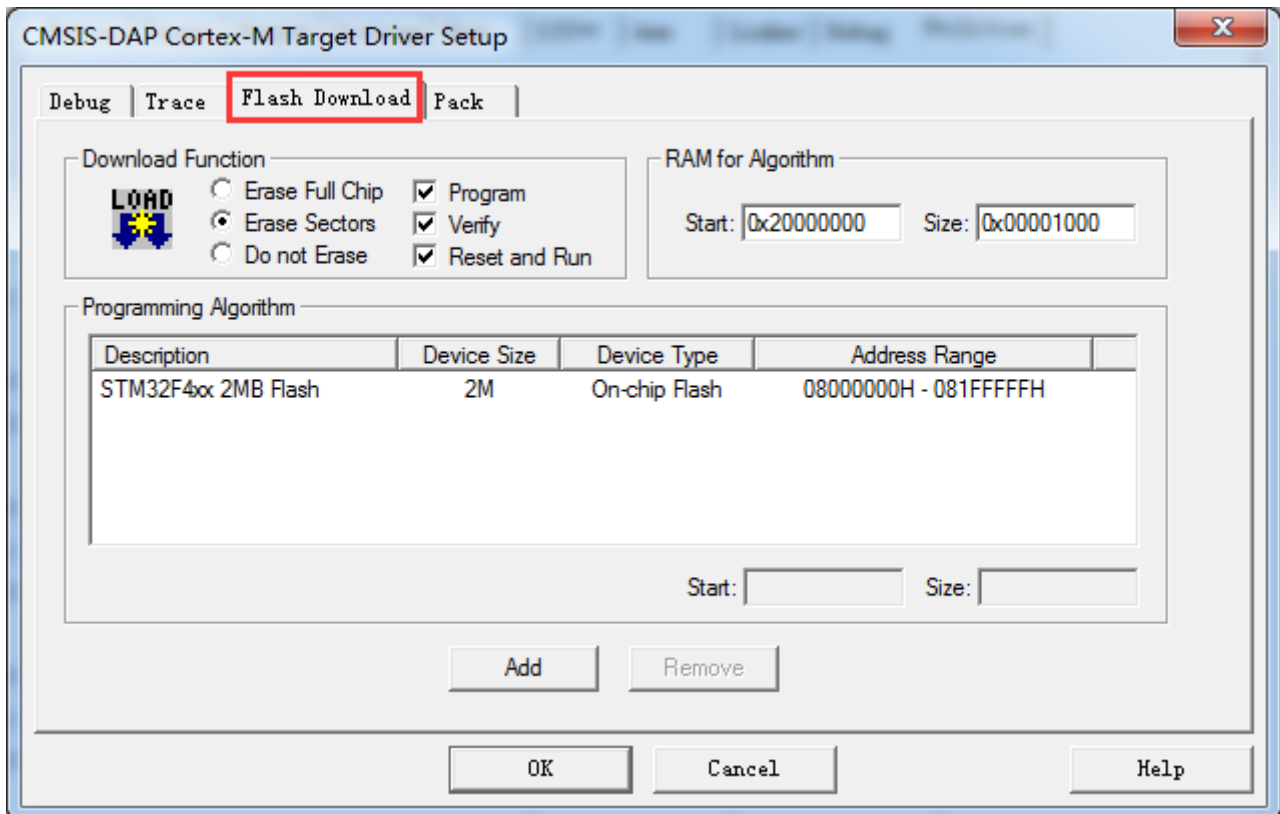 CMSIS-DAP Cortex-M Target Driver Setup
Debug Trace Flash Download Pack
Download Function
LOAD
Erase Full Chip
Erase Sectors
Do not Erase
Program
Verify
Reset and Run
RAM for Algorithm
Start: 0x20000000 Size: 0x00001000
Programming Algorithm
Description Device Size Device Type Address Range
STM32F4xx 2MB Flash 2M On-chip Flash 08000000H - 081FFFFFH
Start: Size:
Add Remove
OK Cancel Help